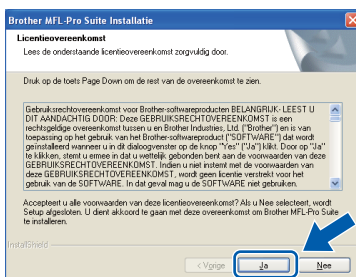 Brother MFL-Pro Suite Installatie
Licentieovereenkomst
Lees de onderstaande licentieovereenkomst zorgvuldig door.
Druk op de toets Page Down om de rest van de overeenkomst te zien.
Gebruiksrechtovereenkomst voor Brother-softwareproducten BELANGRIJK- LEEST U
DIT AANDACHTIG DOOR: Deze GEBRUIKSRECHTOVEREENKOMST is een
rechtsgeldige overeenkomst tussen u en Brother Industries, Ltd. ("Brother") en is van
toepassing op het gebruik van het Brother-softwareproduct ("SOFTWARE") dat wordt
geïnstalleerd wanneer u in dit dialoogvenster op de knop "Yes" ("Ja") klikt. Door op "Ja"
te klikken, stemt u ermee in dat u wettelijk gebonden bent aan de voorwaarden van deze
GEBRUIKSRECHTOVEREENKOMST. Indien u niet instemt met de voorwaarden van
deze GEBRUIKSRECHTOVEREENKOMST, wordt geen licentie verstrekt voor het
gebruik van de SOFTWARE. In dat geval mag u de SOFTWARE niet gebruiken.
Accepteert u alle voorwaarden van deze licentieovereenkomst? Als u Nee selecteert, wordt
Setup afgesloten. U dient akkoord te gaan met deze overeenkomst om Brother MFL-Pro Suite
te installeren.
InstallShield
< Vorige
Ja
Nee